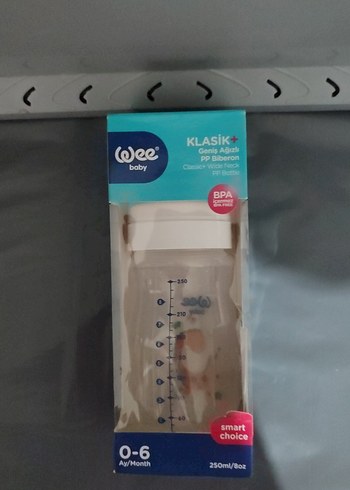 Wee®
baby
KLASİK+
Geniş Ağızlı
PP Biberon
Classic+ Wide Neck
PP Bottle
BPA
smart
choice
0-6
Ay/Month
250ml/8oz